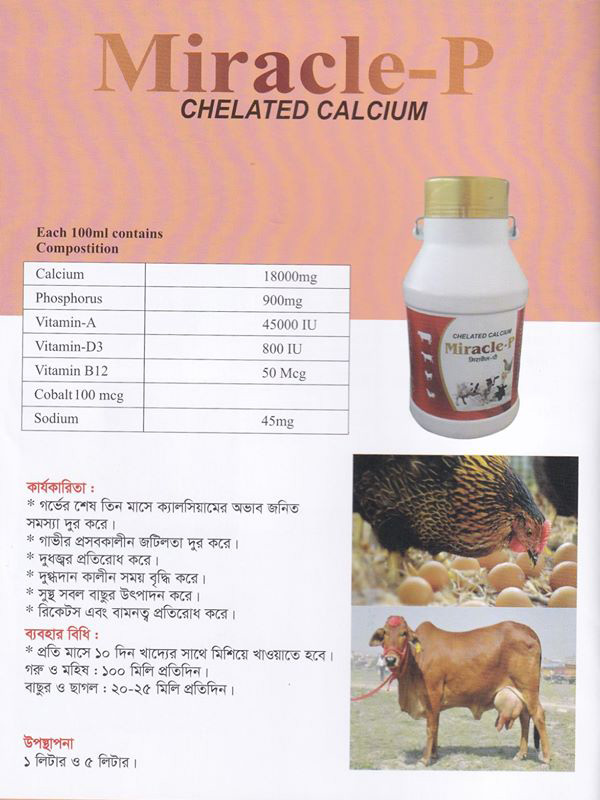 Miracle-P
CHELATED CALCIUM
Each 100ml contains
Compostition
Calcium 18000mg
Phosphorus 900mg
Vitamin-A 45000 IU
Vitamin-D3 800 IU
Vitamin B12 50 Mcg
Cobalt 100 mcg
Sodium 45mg
CHELATED CALCIUM
Miracle-P
मिराकेल-पी
কার্যকারিতা :
* গর্ভের শেষ তিন মাসে ক্যালসিয়ামের অভাব জনিত
সমস্যা দুর করে।
* গাভীর প্রসবকালীন জটিলতা দুর করে।
* দুধজ্বর প্রতিরোধ করে।
* দুগ্ধদান কালীন সময় বৃদ্ধি করে।
* সুস্থ সবল বাছুর উৎপাদন করে।
* রিকেটস এবং বামনত্ব প্রতিরোধ করে।
ব্যবহার বিধি :
* প্রতি মাসে ১০ দিন খাদ্যের সাথে মিশিয়ে খাওয়াতে হবে।
গরু ও মহিষ : ১০০ মিলি প্রতিদিন।
বাছুর ও ছাগল : ২০-২৫ মিলি প্রতিদিন।
উপস্থাপনা
১ লিটার ও ৫ লিটার।